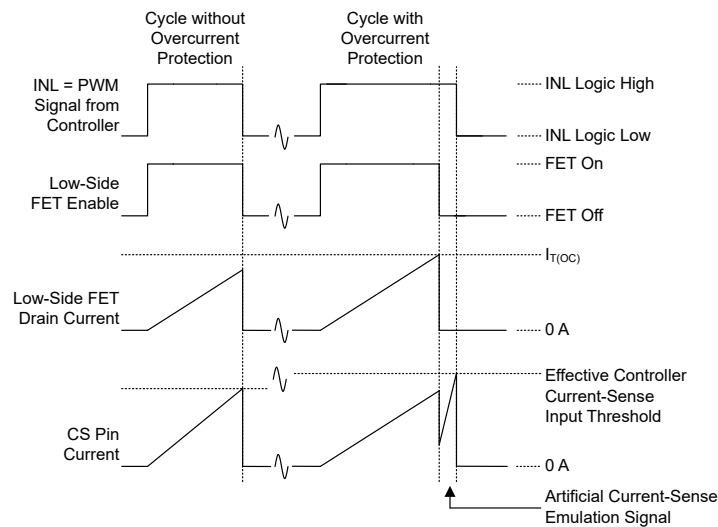 Cycle without
Overcurrent
Protection
Cycle with
Overcurrent
Protection
INL = PWM
Signal from
Controller
INL Logic High
INL Logic Low
Low-Side
FET Enable
FET On
FET Off
Low-Side FET
Drain Current
IT(OC)
0 A
CS Pin
Current
Effective Controller
Current-Sense
Input Threshold
0 A
Artificial Current-Sense
Emulation Signal